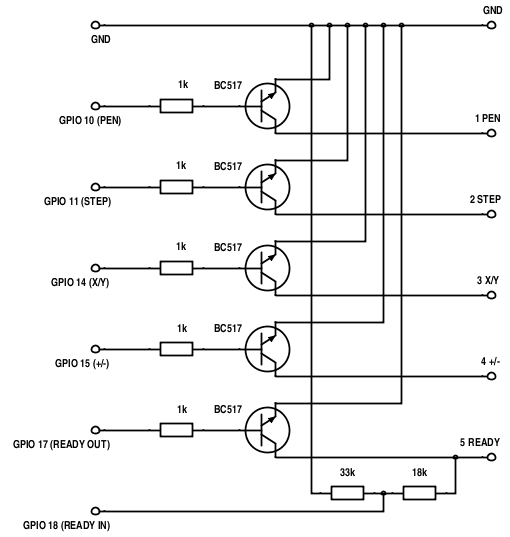 GND
GND
1k
BC517
GPIO 10 (PEN)
1 PEN
1k
BC517
GPIO 11 (STEP)
2 STEP
1k
BC517
GPIO 14 (X/Y)
3 X/Y
1k
BC517
GPIO 15 (+/-)
4 +/-
1k
BC517
GPIO 17 (READY OUT)
5 READY
33k
18k
GPIO 18 (READY IN)